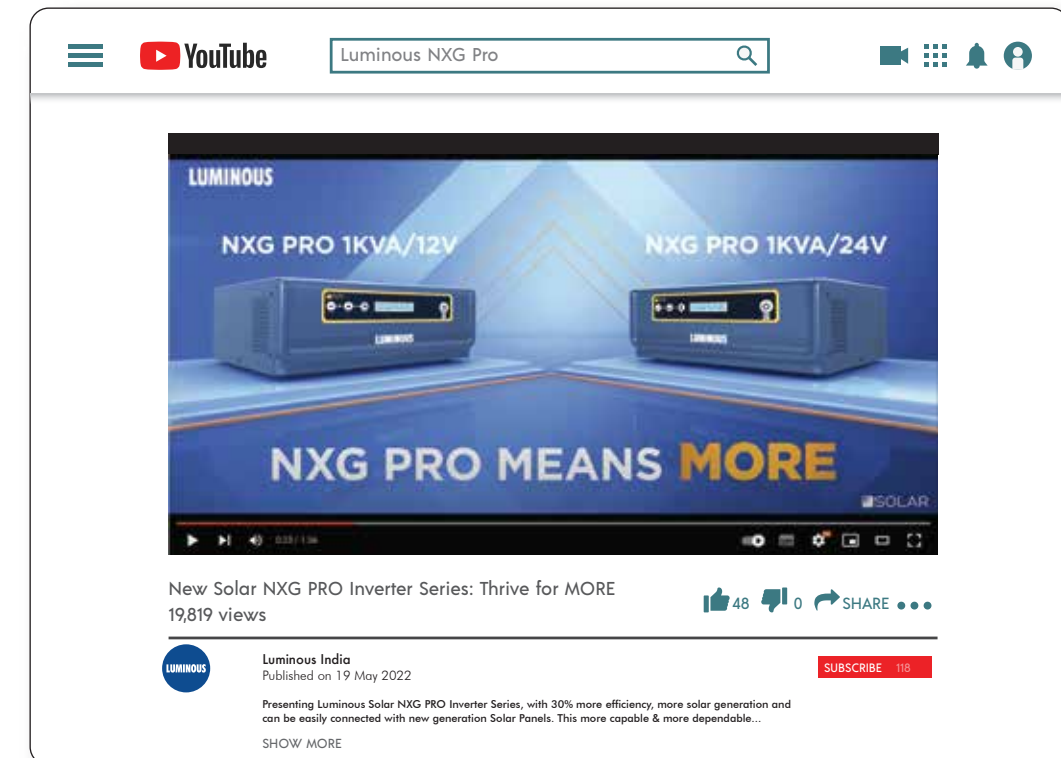 YouTube
Luminous NXG Pro
LUMINOUS
NXG PRO 1KVA/12V
NXG PRO 1KVA/24V
LUMINOUS
LUMINOUS
NXG PRO MEANS MORE
SOLAR
New Solar NXG PRO Inverter Series: Thrive for MORE
19,819 views
48
0
SHARE
LUMINOUS
Luminous India
Published on 19 May 2022
SUBSCRIBE 118
Presenting Luminous Solar NXG PRO Inverter Series, with 30% more efficiency, more solar generation and
can be easily connected with new generation Solar Panels. This more capable & more dependable...
SHOW MORE